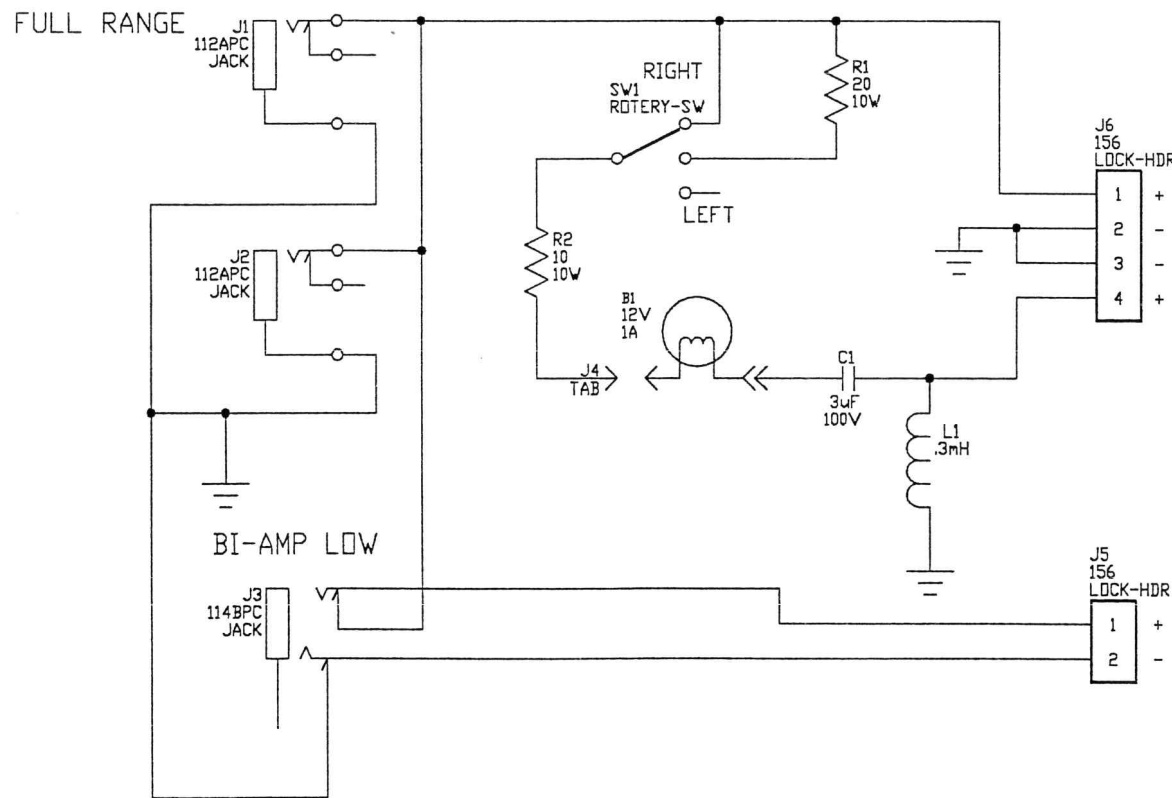 FULL RANGE
J1
112APC
JACK
RIGHT
SW1
ROTERY-SW
R1
20
10W
J6
156
LOCK-HDR
1 +
2 -
3 -
4 +
LEFT
J2
112APC
JACK
R2
10
10W
B1
12V
1A
J4
TAB
C1
3uF
100V
L1
.3mH
BI-AMP LOW
J3
114BPC
JACK
J5
156
LOCK-HDR
1 +
2 -